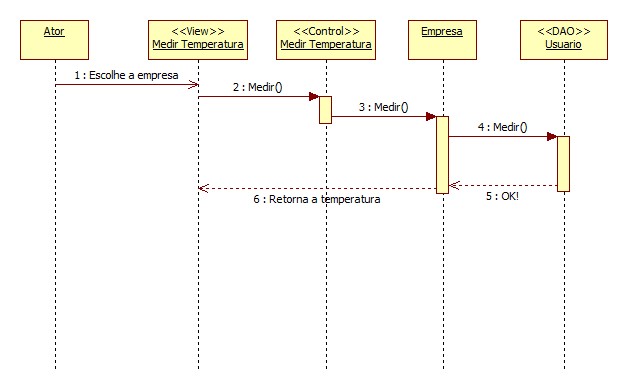 Ator
<<View>>
Medir Temperatura
<<Control>>
Medir Temperatura
Empresa
<<DAO>>
Usuario
1 : Escolhe a empresa
2 : Medir()
3 : Medir()
4 : Medir()
5 : OK!
6 : Retorna a temperatura